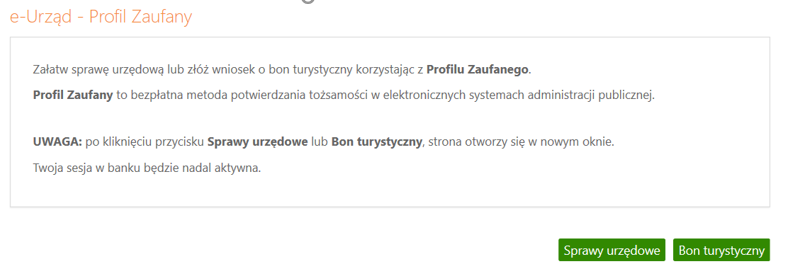 e-Urząd - Profil Zaufany
Załatw sprawę urzędową lub złóż wniosek o bon turystyczny korzystając z Profilu Zaufanego.
Profil Zaufany to bezpłatna metoda potwierdzania tożsamości w elektronicznych systemach administracji publicznej.
UWAGA: po kliknięciu przycisku Sprawy urzędowe lub Bon turystyczny, strona otworzy się w nowym oknie.
Twoja sesja w banku będzie nadal aktywna.
Sprawy urzędowe Bon turystyczny